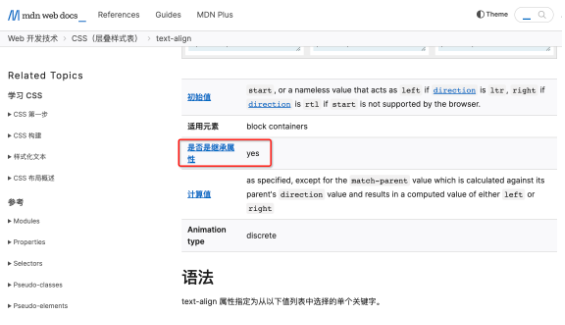 mdn web docs_
References
Guides
MDN Plus
Theme
Web 开发技术
CSS（层叠样式表）
text-align
Related Topics
学习 CSS
CSS 第一步
CSS 构建
样式化文本
CSS 布局概述
参考
Modules
Properties
Selectors
Pseudo-classes
Pseudo-elements
初始值
start, or a nameless value that acts as left if direction is ltr, right if
direction is rtl if start is not supported by the browser.
适用元素
block containers
是否是继承属
性
yes
计算值
as specified, except for the match-parent value which is calculated against its
parent's direction value and results in a computed value of either left or
right
Animation
type
discrete
语法
text-align 属性指定为从以下值列表中选择的单个关键字。